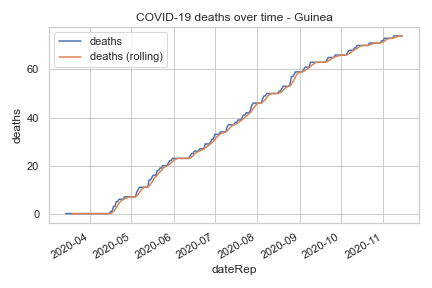 COVID-19 deaths over time - Guinea
deaths
deaths (rolling)
deaths
60
40
20
0
2020-04
2020-05
2020-06
2020-07
2020-08
2020-09
2020-10
2020-11
dateRep